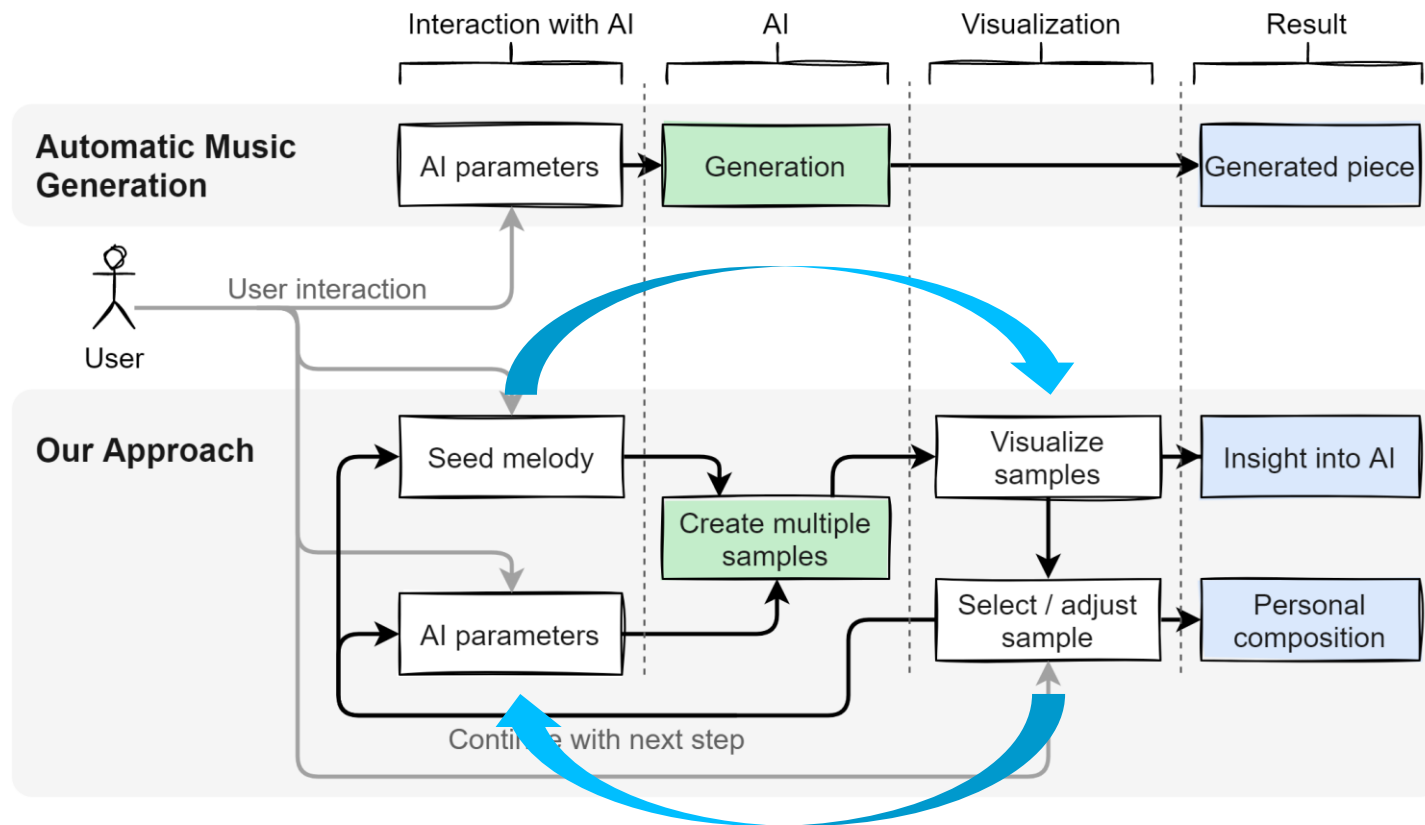 Interaction with AI
AI
Visualization
Result
Automatic Music
Generation
AI parameters
Generation
Generated piece
User interaction
User
Our Approach
Seed melody
Create multiple
samples
Visualize
samples
Insight into AI
AI parameters
Select / adjust
sample
Personal
composition
Continue with next step